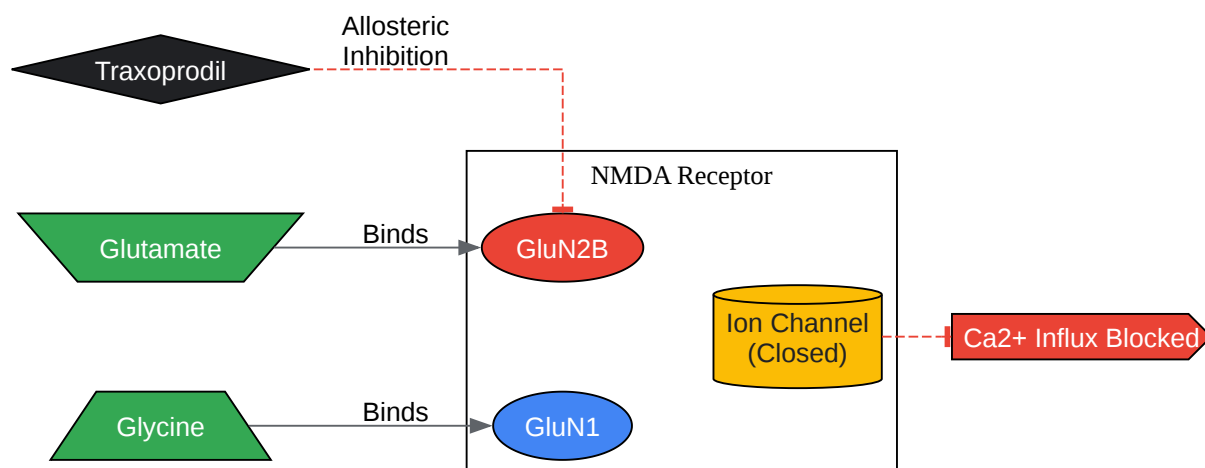 Allosteric
Inhibition
Traxoprodil
NMDA Receptor
Glutamate
Binds
GluN2B
Ion Channel
(Closed)
Ca2+ Influx Blocked
Glycine
Binds
GluN1